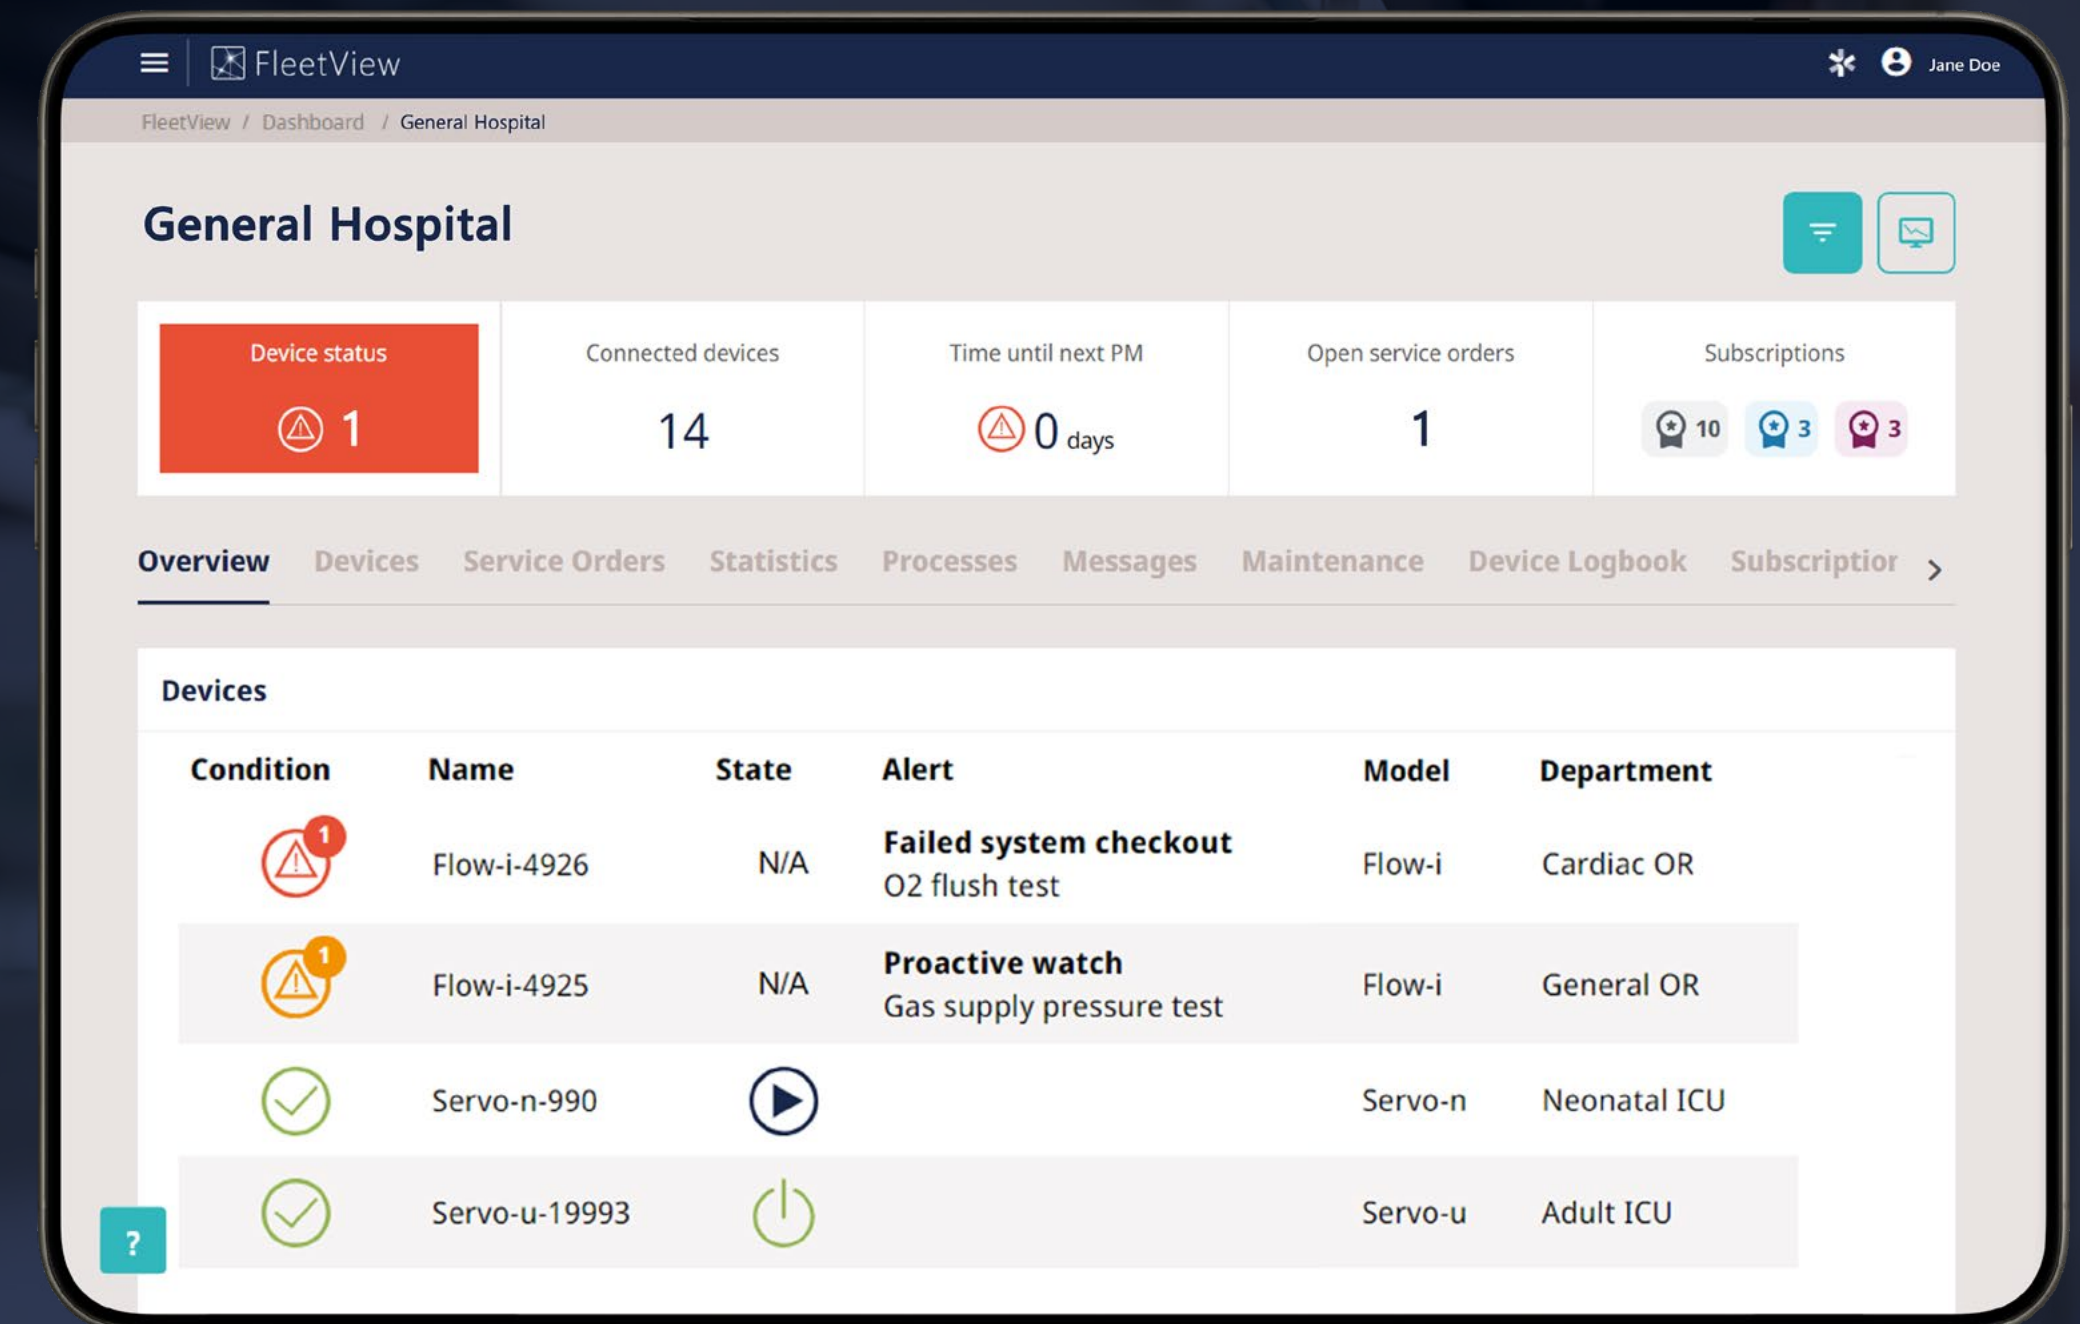 FleetView
Jane Doe
FleetView / Dashboard / General Hospital
General Hospital
Device status
1
Connected devices
14
Time until next PM
0 days
Open service orders
1
Subscriptions
10 3 3
Overview Devices Service Orders Statistics Processes Messages Maintenance Device Logbook Subscription
Devices
Condition Name State Alert Model Department
1 Flow-i-4926 N/A Failed system checkout Flow-i Cardiac OR
O2 flush test
1 Flow-i-4925 N/A Proactive watch Flow-i General OR
Gas supply pressure test
Servo-n-990 Servo-n Neonatal ICU
Servo-u-19993 Servo-u Adult ICU
?